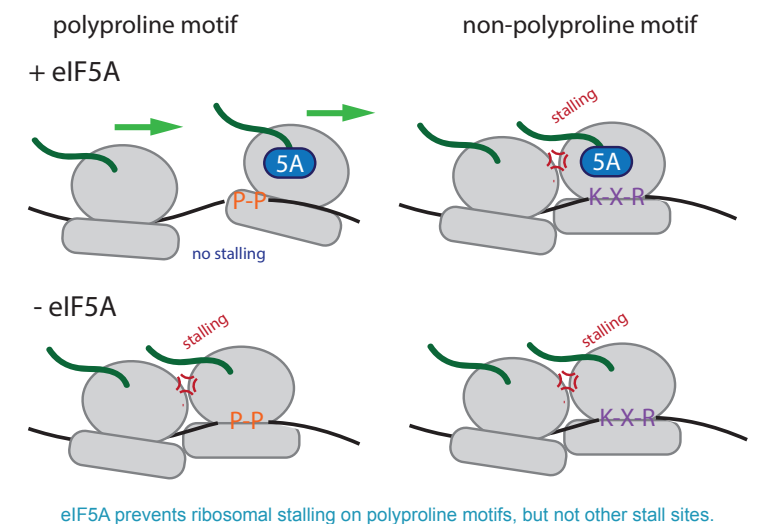 polyproline motif
non-polyproline motif
+ eIF5A
stalling
5A
5A
P-P
K-X-R
no stalling
- eIF5A
stalling
stalling
P-P
K-X-R
eIF5A prevents ribosomal stalling on polyproline motifs, but not other stall sites.